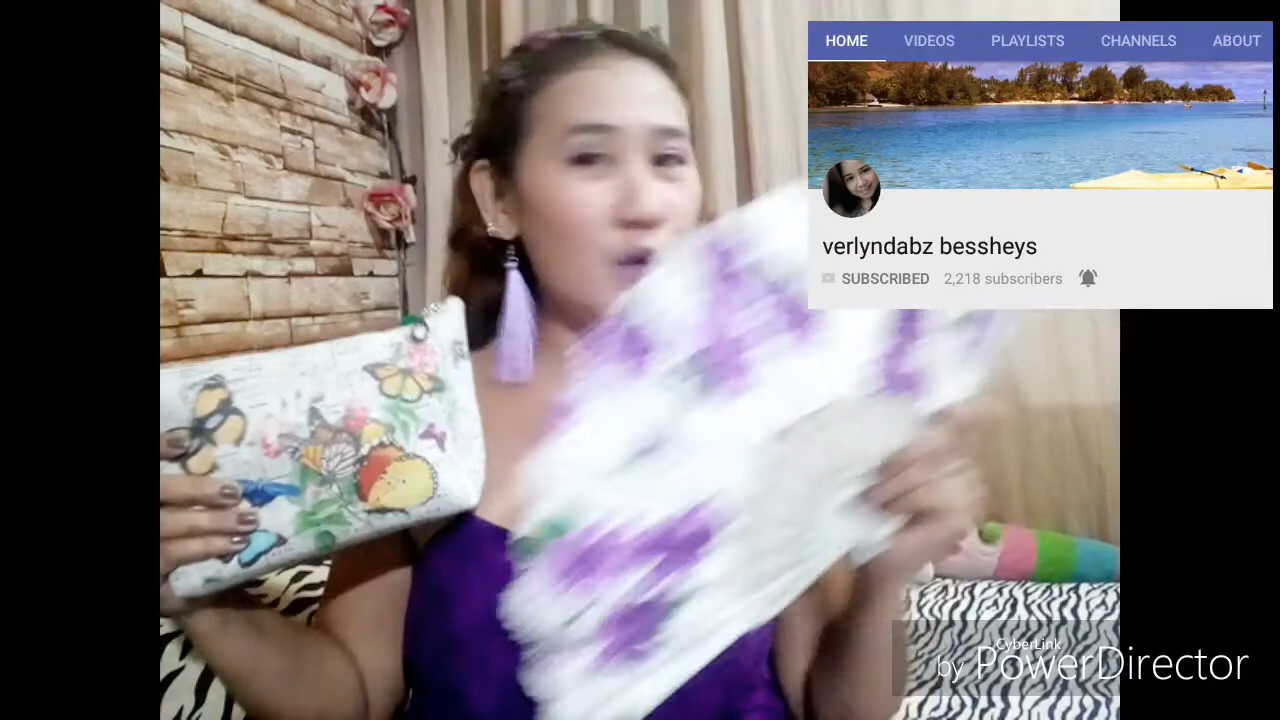 HOME VIDEOS PLAYLISTS CHANNELS ABOUT
verlyndabz bessheys
SUBSCRIBED 2,218 subscribers
CyberLink
by PowerDirector